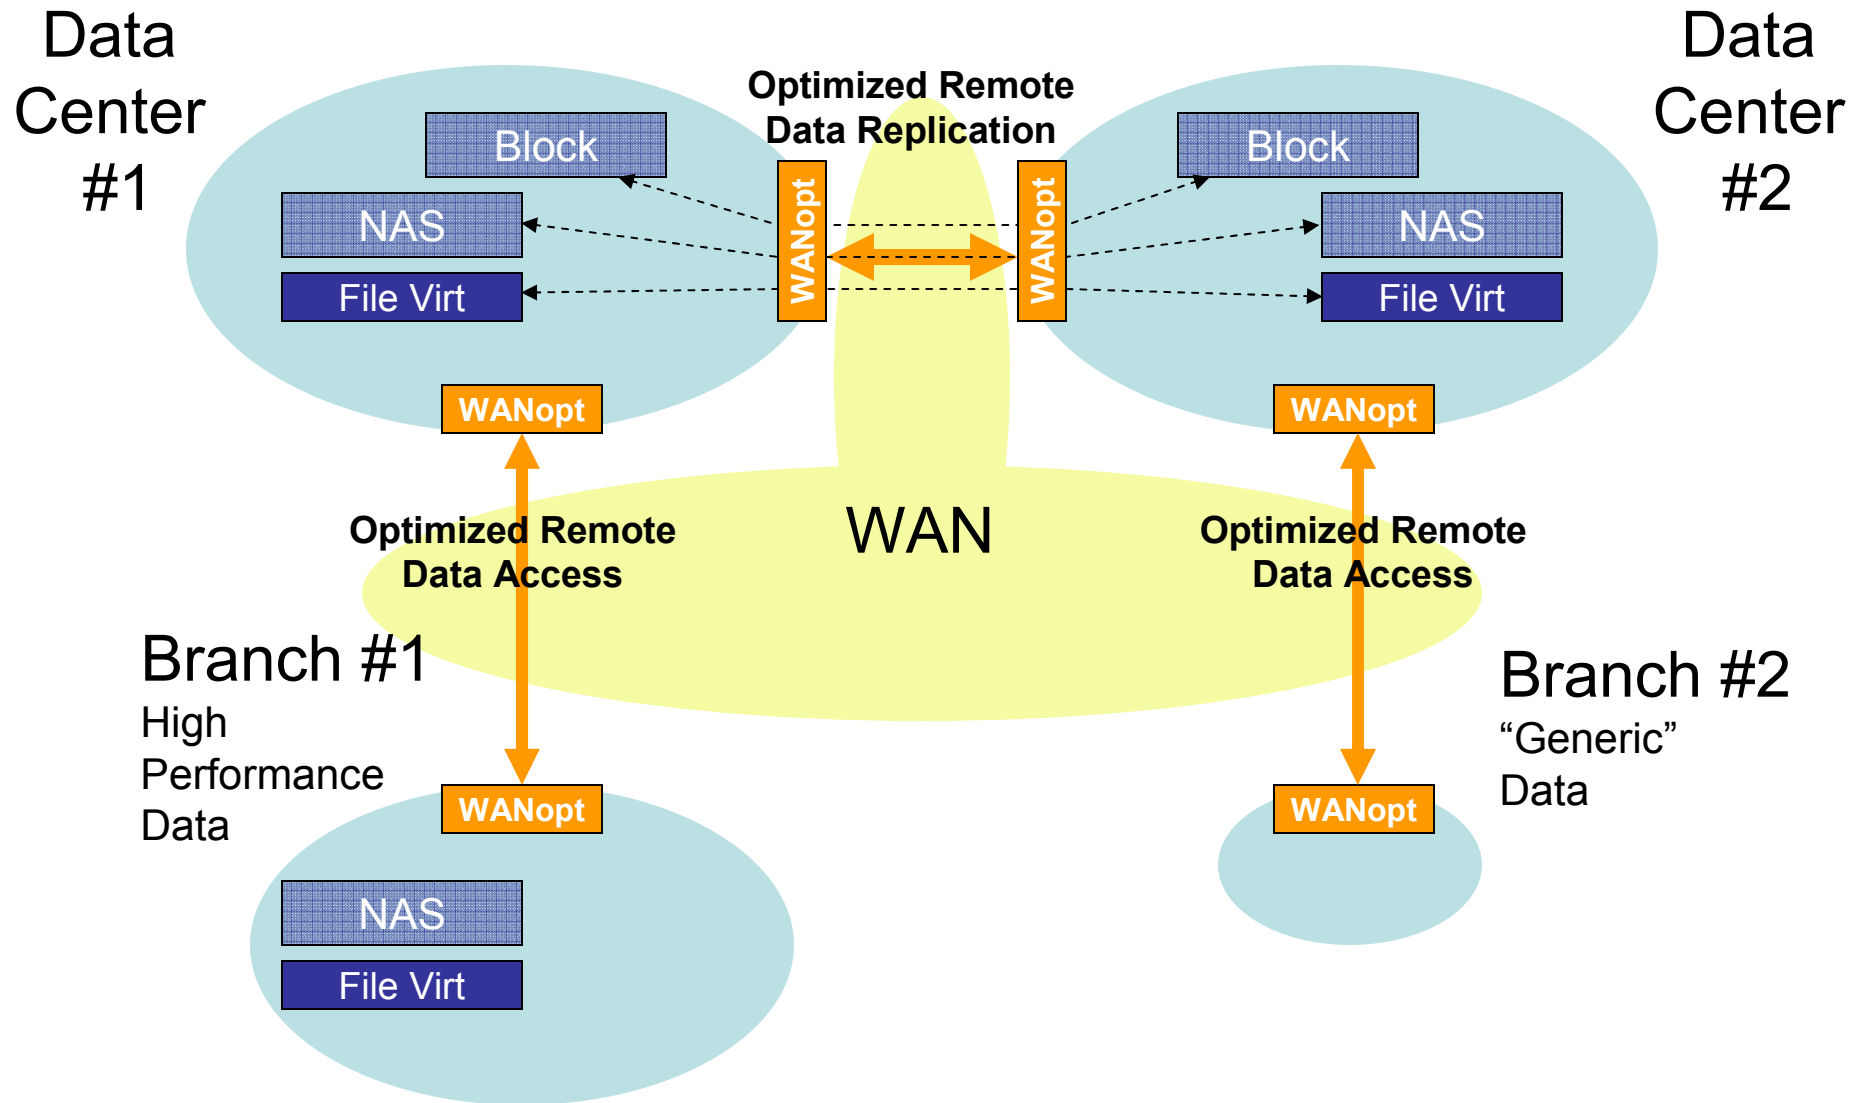 Data
Center
#1
Data
Center
#2
Optimized Remote
Data Replication
Block
NAS
File Virt
WANopt
WANopt
Block
NAS
File Virt
WANopt
WANopt
Optimized Remote
Data Access
WAN
Optimized Remote
Data Access
Branch #1
High
Performance
Data
Branch #2
“Generic”
Data
WANopt
WANopt
NAS
File Virt